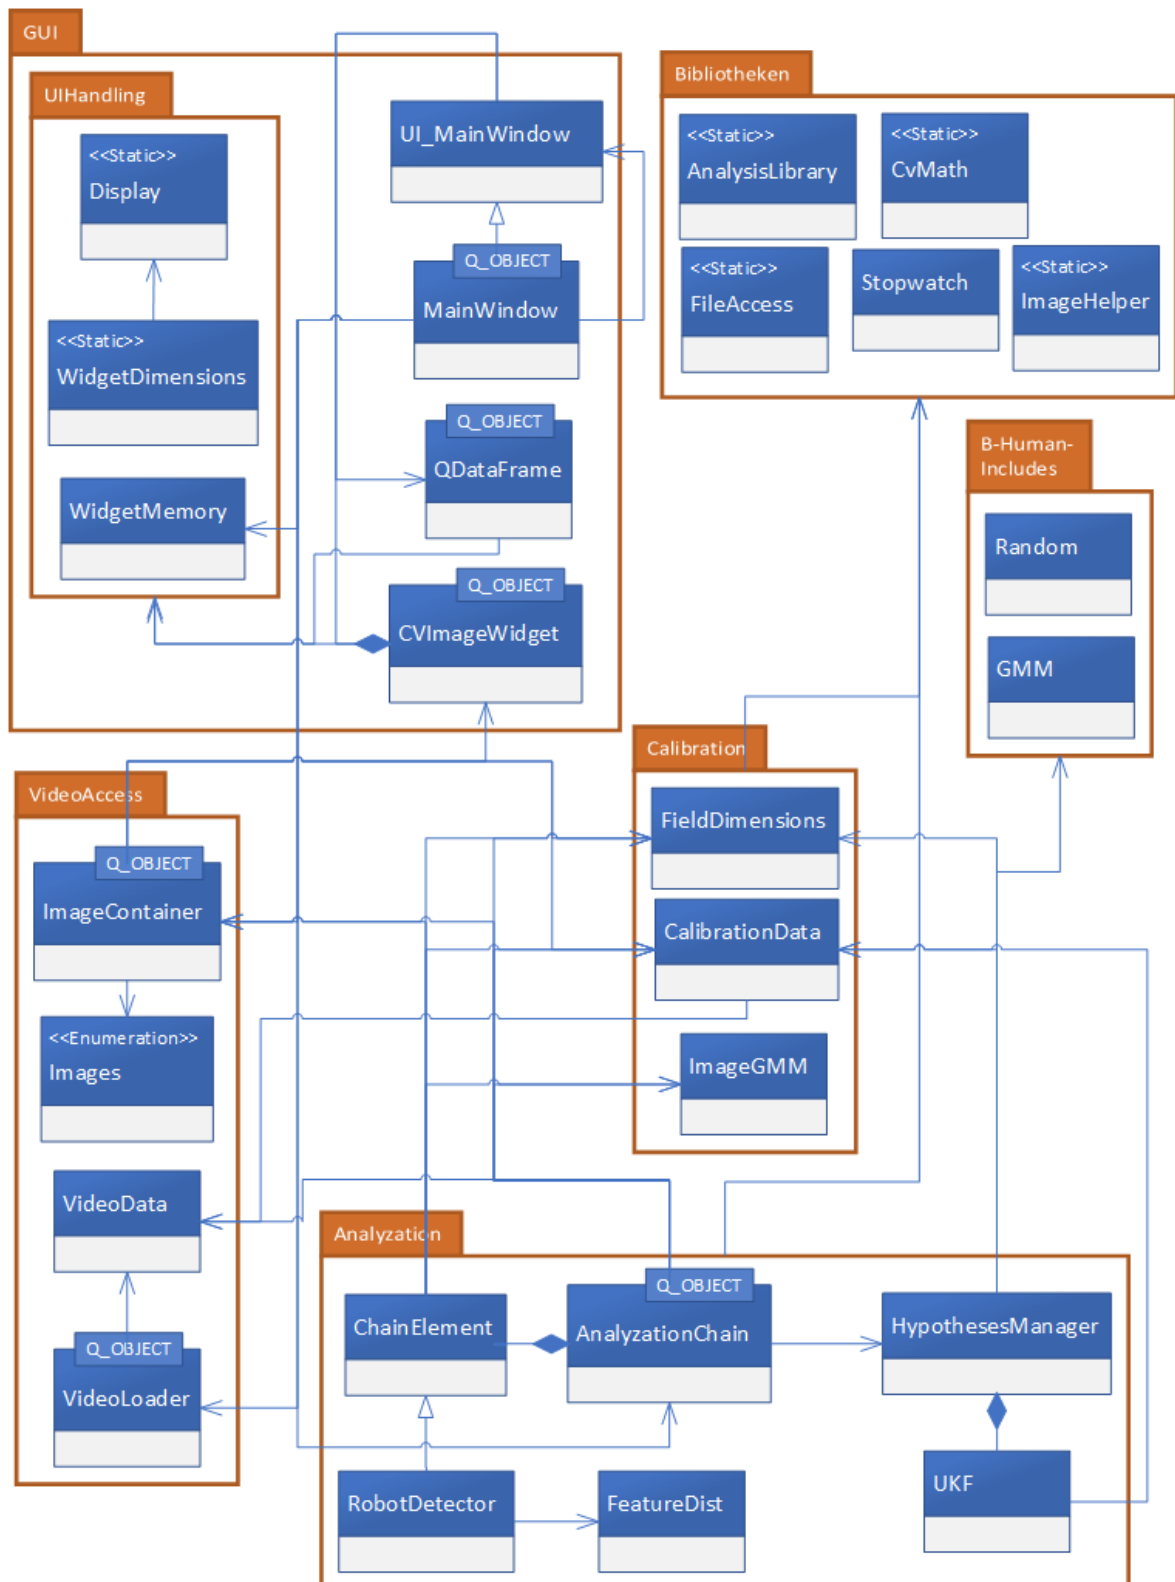 GUI
UIHandling
<<Static>>
Display
<<Static>>
WidgetDimensions
WidgetMemory
UI_MainWindow
Q_OBJECT
MainWindow
Q_OBJECT
QDataFrame
Q_OBJECT
CVImageWidget
Bibliotheken
<<Static>>
AnalysisLibrary
<<Static>>
CvMath
<<Static>>
FileAccess
Stopwatch
<<Static>>
ImageHelper
B-Human-
Includes
Random
GMM
Calibration
FieldDimensions
CalibrationData
ImageGMM
VideoAccess
Q_OBJECT
ImageContainer
<<Enumeration>>
Images
VideoData
Q_OBJECT
VideoLoader
Analyzation
ChainElement
Q_OBJECT
AnalyzationChain
HypothesesManager
RobotDetector
FeatureDist
UKF